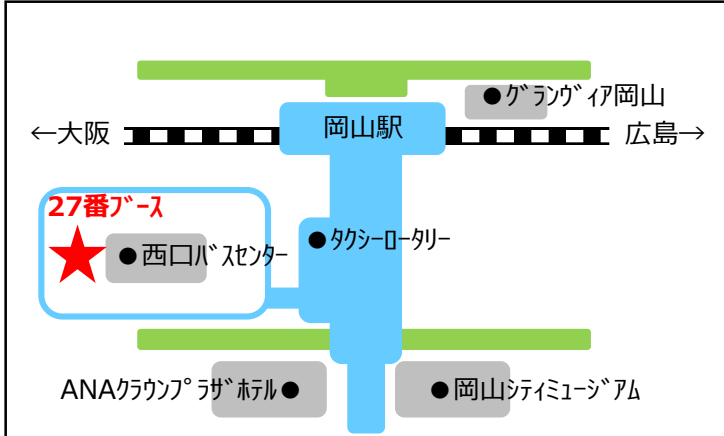 ●グランヴィア岡山
岡山駅
←大阪
広島→
27番ブース
●西口バスセンター
●タクシーロータリー
ANAクラウンプラザホテル●
●岡山シティミュージアム